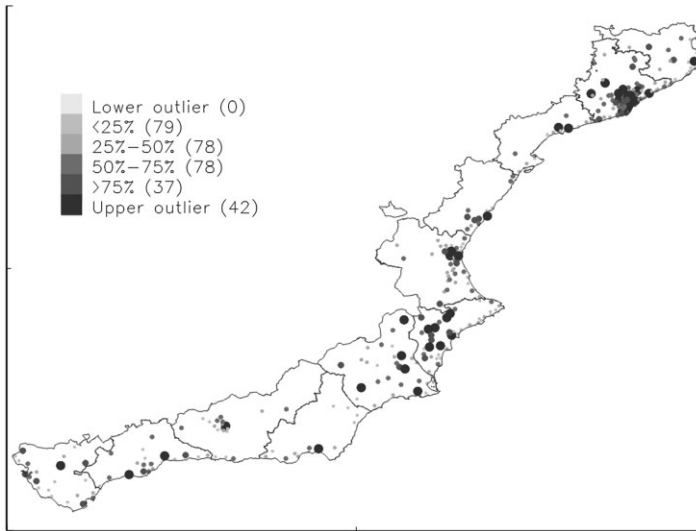 Lower outlier (0)
<25% (79)
25%–50% (78)
50%–75% (78)
>75% (37)
Upper outlier (42)